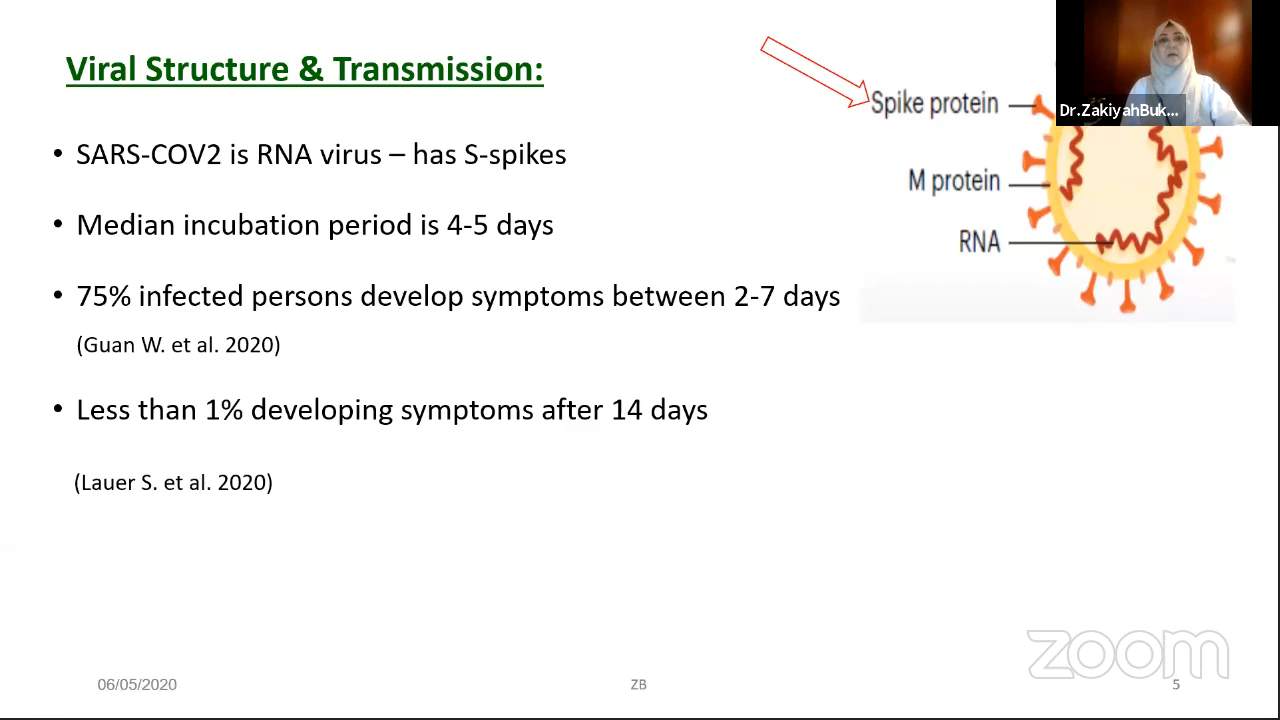 Viral Structure & Transmission:
Spike protein
Dr.ZakiyahBuk...
• SARS-COV2 is RNA virus – has S-spikes
M protein
• Median incubation period is 4-5 days
RNA
• 75% infected persons develop symptoms between 2-7 days
(Guan W. et al. 2020)
• Less than 1% developing symptoms after 14 days
(Lauer S. et al. 2020)
zoom
06/05/2020
ZB
5